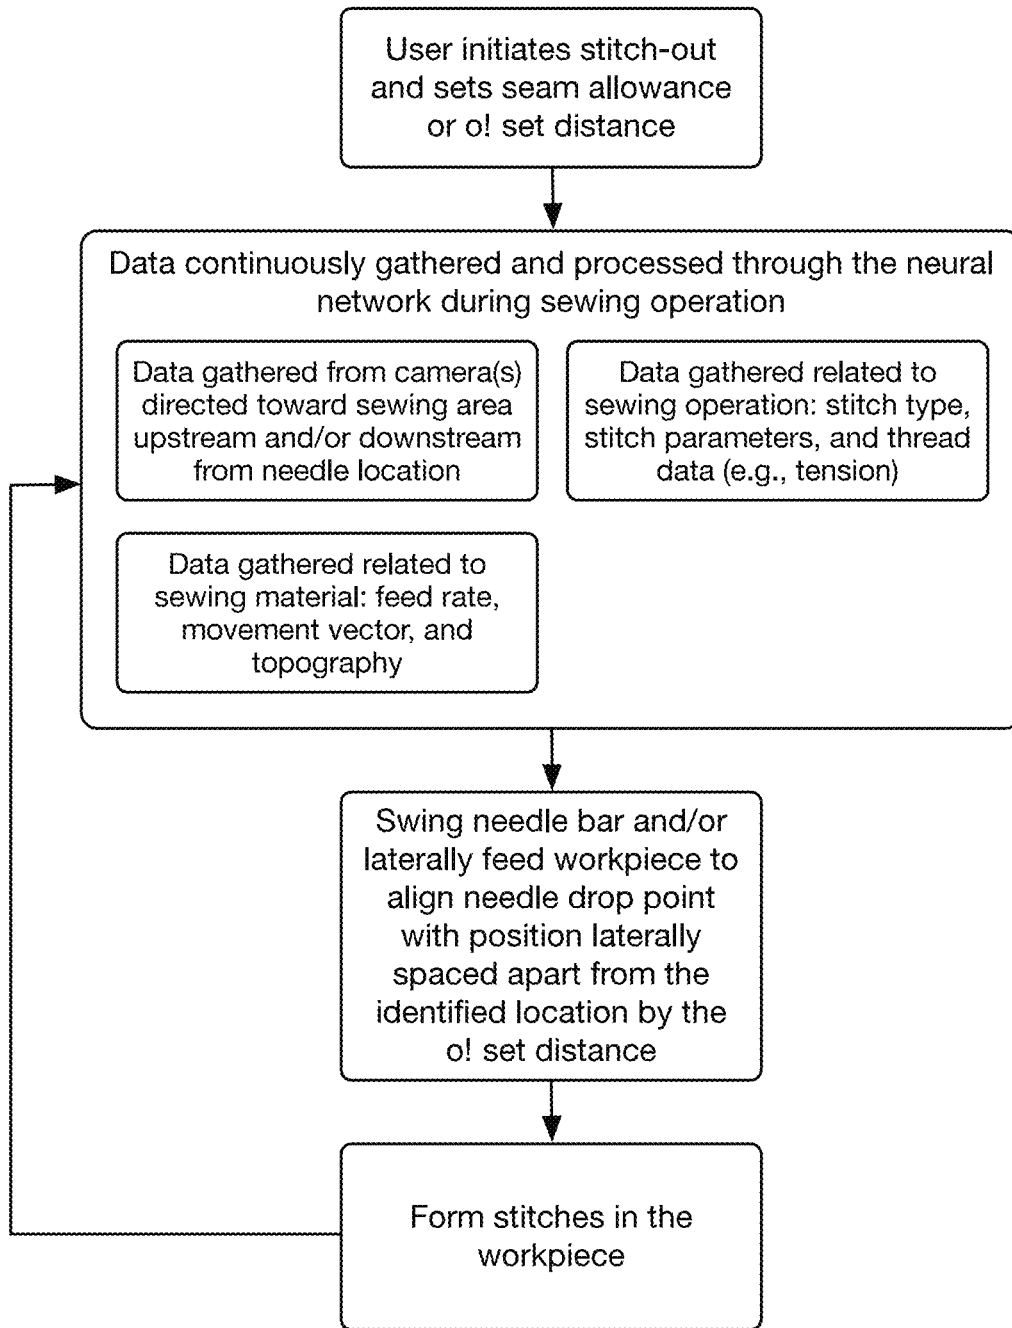 User initiates stitch-out
and sets seam allowance
or o! set distance
Data continuously gathered and processed through the neural
network during sewing operation
Data gathered from camera(s)
directed toward sewing area
upstream and/or downstream
from needle location
Data gathered related to
sewing operation: stitch type,
stitch parameters, and thread
data (e.g., tension)
Data gathered related to
sewing material: feed rate,
movement vector, and
topography
Swing needle bar and/or
laterally feed workpiece to
align needle drop point
with position laterally
spaced apart from the
identified location by the
o! set distance
Form stitches in the
workpiece